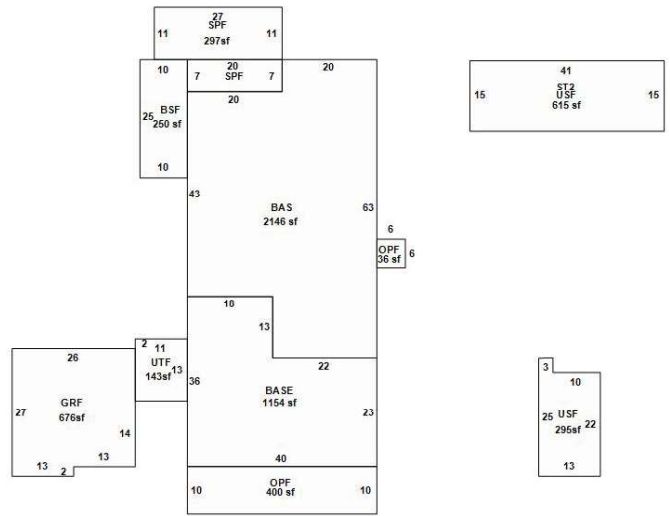 27
SPF
11 11
297sf
10
20
20
7 SPF 7
20
BSF
25
250 sf
10
43
BAS
2146 sf
63
6
OPF
36 sf
6
41
ST2
15 USF 15
615 sf
10
13
22
2 11
UTF
13
143sf
26
GRF
27 676sf
14
13
13
2
36
BASE
1154 sf
23
40
OPF
10 400 sf 10
3
10
USF
25 22
295sf
13